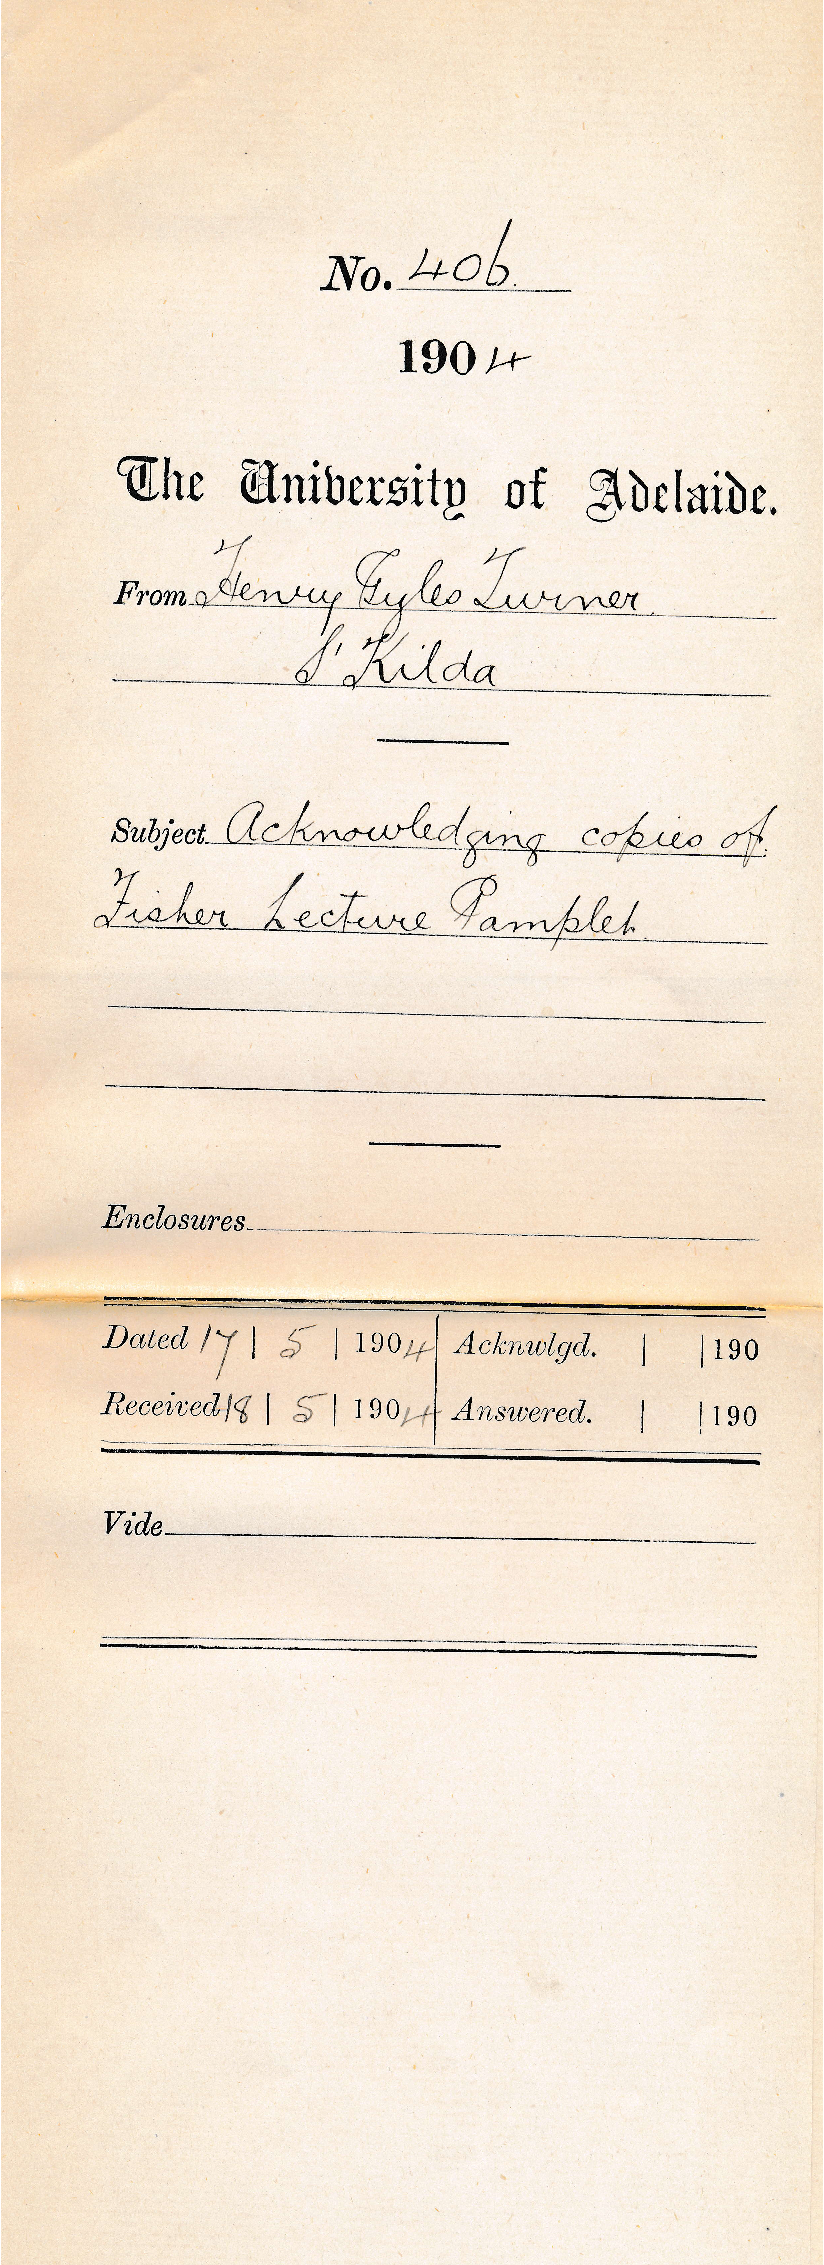 No. 406.
1904
The University of Adelaide.
From Henry Gyles Turner
St Kilda
Subject Acknowledging copies of
Fisher Lecture Pamplet.
Enclosures
Dated 17 | 5 | 1904 Acknwlgd. | | 190
Received 18 | 5 | 1904 Answered. | | 190
Vide